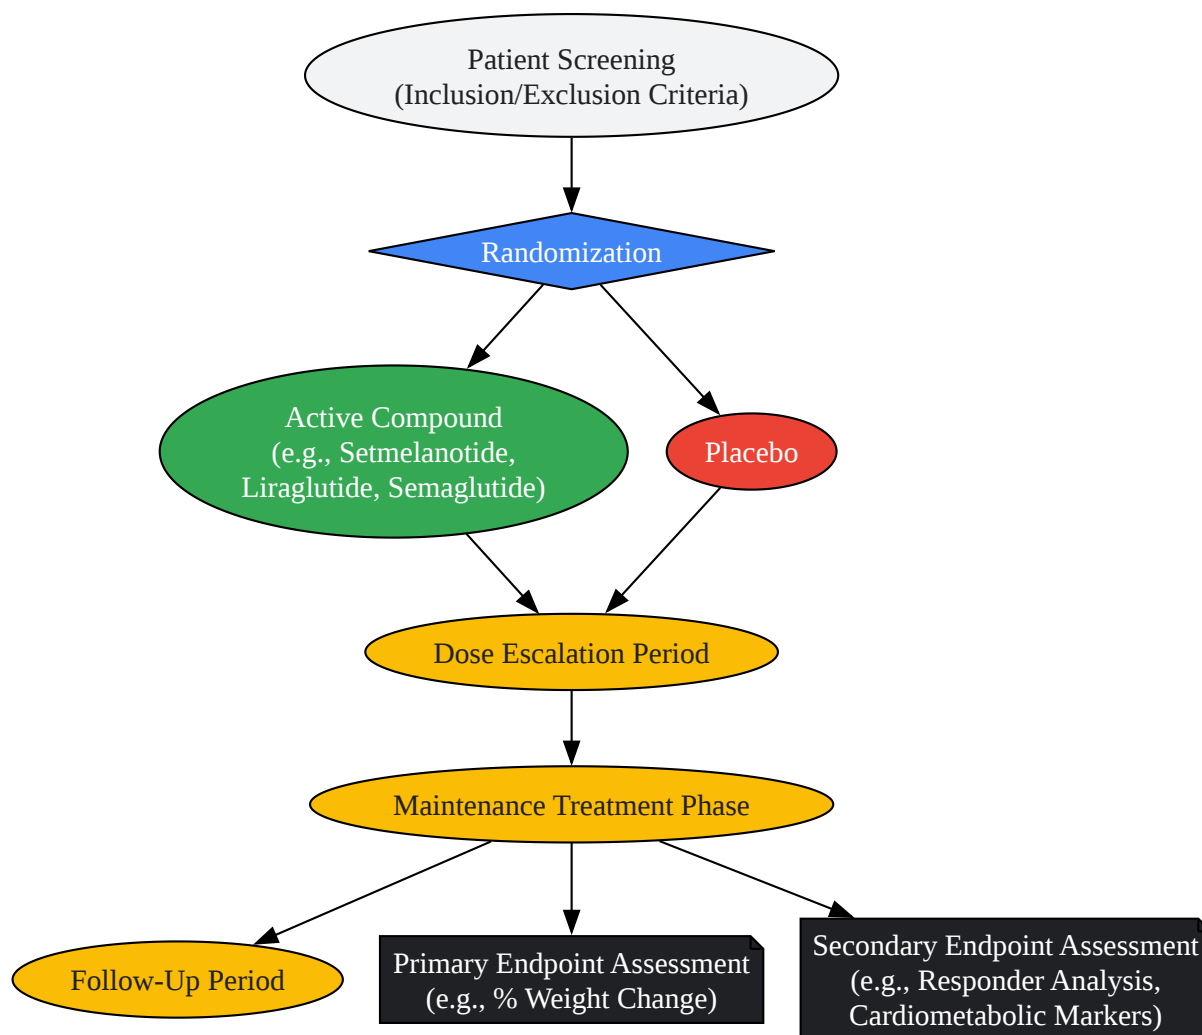 Patient Screening
(Inclusion/Exclusion Criteria)
Randomization
Active Compound
(e.g., Setmelanotide,
Liraglutide, Semaglutide)
Placebo
Dose Escalation Period
Maintenance Treatment Phase
Follow-Up Period
Primary Endpoint Assessment
(e.g., % Weight Change)
Secondary Endpoint Assessment
(e.g., Responder Analysis,
Cardiometabolic Markers)